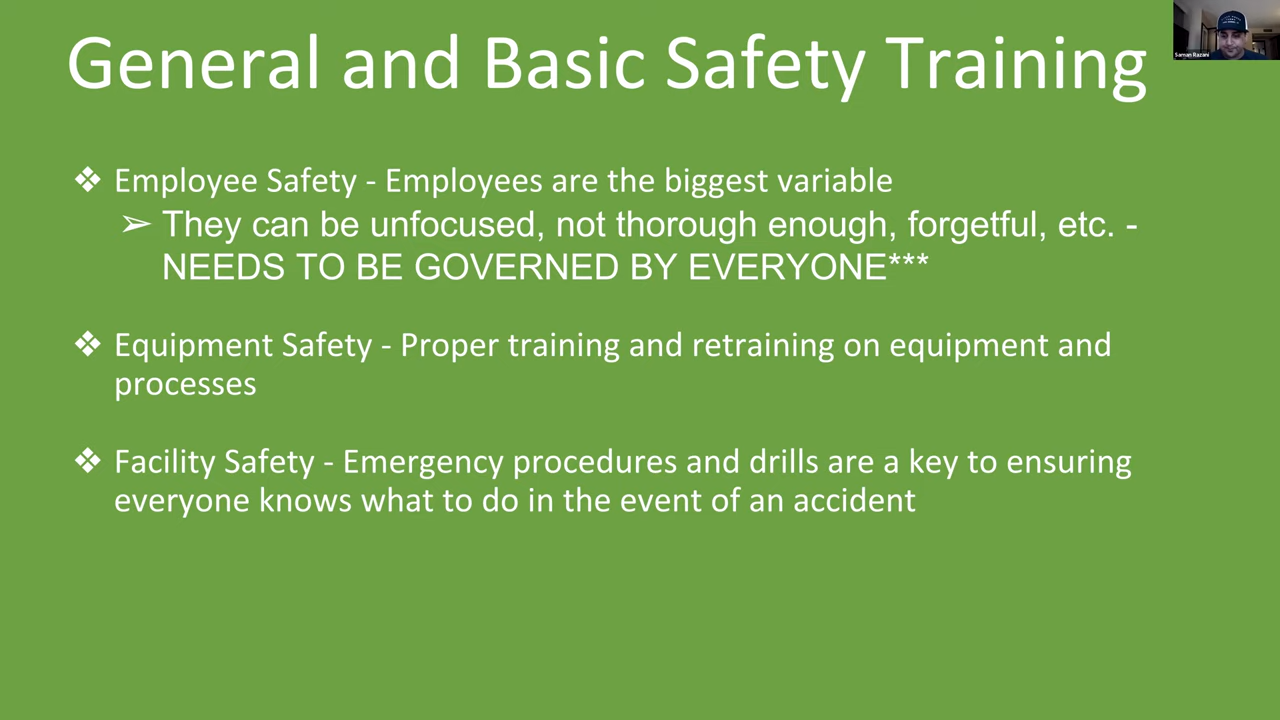 General and Basic Safety Training
Saman Razani
❖ Employee Safety - Employees are the biggest variable
➢ They can be unfocused, not thorough enough, forgetful, etc. -
NEEDS TO BE GOVERNED BY EVERYONE***
❖ Equipment Safety - Proper training and retraining on equipment and
processes
❖ Facility Safety - Emergency procedures and drills are a key to ensuring
everyone knows what to do in the event of an accident